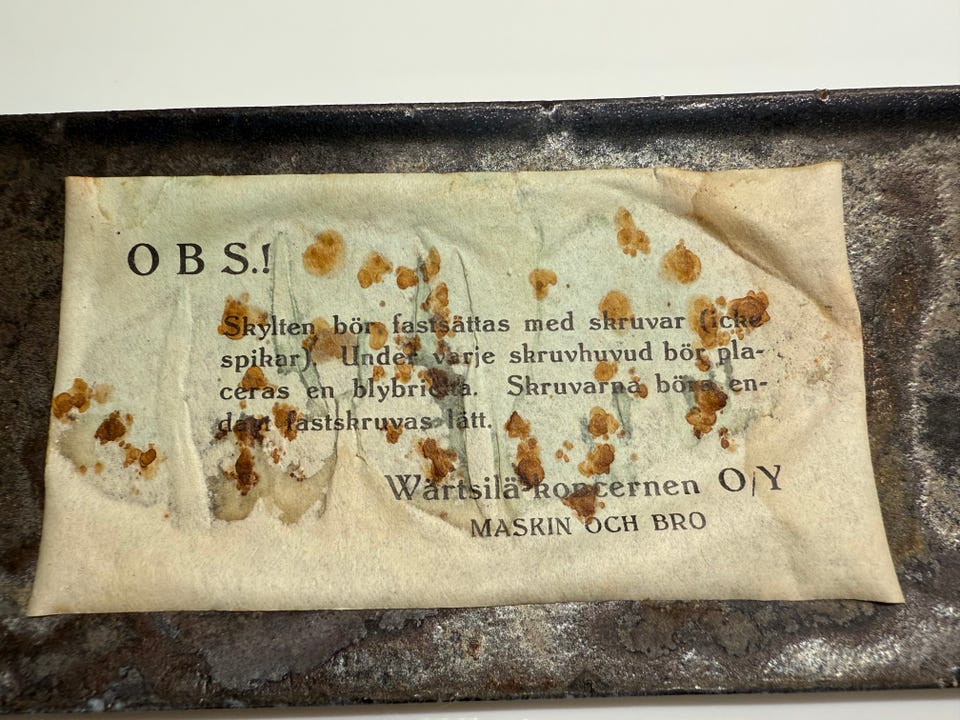 O B S.!
Skylten bör fastsättas med skruvar (icke
spikar). Under varje skruvhuvud bör pla-
ceras en blybricka. Skruvarna böra en-
dast fastskruvas lätt.
Wärtsilä-koncernen O/Y
MASKIN OCH BRO